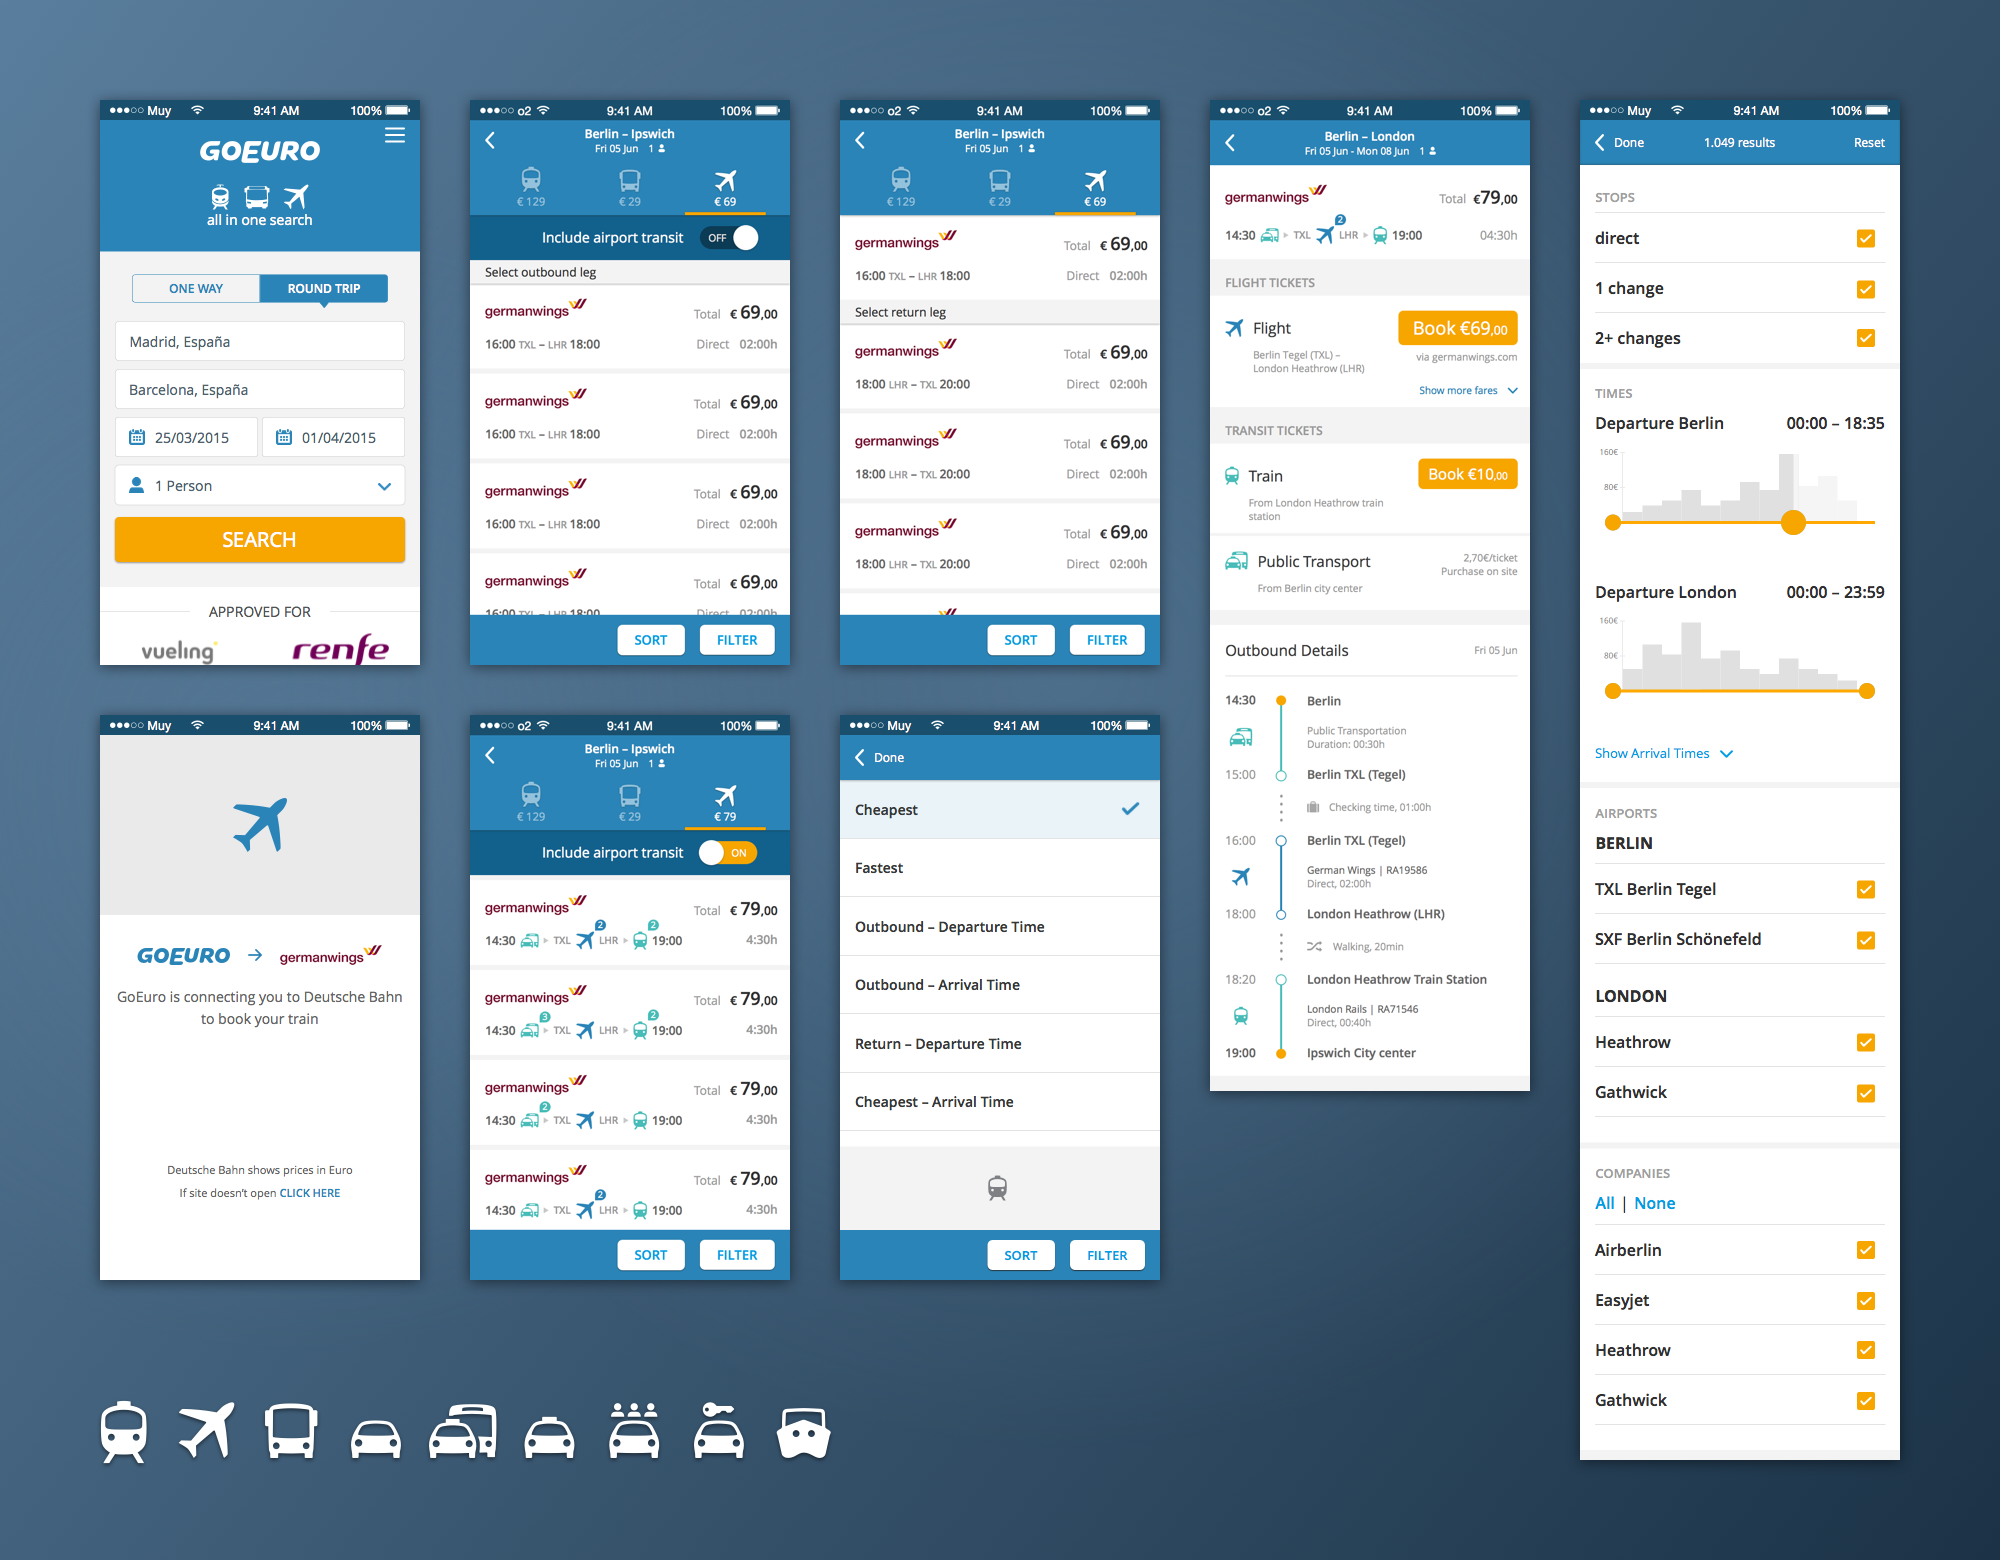 Muy 9:41 AM 100%
GOEURO
all in one search
ONE WAY ROUND TRIP
Madrid, España
Barcelona, España
25/03/2015 01/04/2015
1 Person
SEARCH
APPROVED FOR
vueling renfe
o2 9:41 AM 100%
Berlin – Ipswich
Fri 05 Jun 1
€ 129 € 29 € 69
Include airport transit OFF
Select outbound leg
germanwings Total € 69,00
16:00 TXL – LHR 18:00 Direct 02:00h
germanwings Total € 69,00
16:00 TXL – LHR 18:00 Direct 02:00h
germanwings Total € 69,00
16:00 TXL – LHR 18:00 Direct 02:00h
germanwings Total € 69,00
16:00 TXL – LHR 18:00 Direct 02:00h
SORT FILTER
o2 9:41 AM 100%
Berlin – Ipswich
Fri 05 Jun 1
€ 129 € 29 € 69
germanwings Total € 69,00
16:00 TXL – LHR 18:00 Direct 02:00h
Select return leg
germanwings Total € 69,00
18:00 LHR – TXL 20:00 Direct 02:00h
germanwings Total € 69,00
18:00 LHR – TXL 20:00 Direct 02:00h
germanwings Total € 69,00
18:00 LHR – TXL 20:00 Direct 02:00h
SORT FILTER
o2 9:41 AM 100%
Berlin – London
Fri 05 Jun - Mon 08 Jun 1
germanwings Total €79,00
2
14:30 TXL LHR 19:00 04:30h
FLIGHT TICKETS
Flight Book €69,00
Berlin Tegel (TXL) – via germanwings.com
London Heathrow (LHR)
Show more fares
TRANSIT TICKETS
Train Book €10,00
From London Heathrow train
station
Public Transport 2,70€/ticket
Purchase on site
From Berlin city center
Outbound Details Fri 05 Jun
14:30 Berlin
Public Transportation
Duration: 00:30h
15:00 Berlin TXL (Tegel)
Checking time, 01:00h
16:00 Berlin TXL (Tegel)
German Wings | RA19586
Direct, 02:00h
18:00 London Heathrow (LHR)
Walking, 20min
18:20 London Heathrow Train Station
London Rails | RA71546
Direct, 00:40h
19:00 Ipswich City center
Muy 9:41 AM 100%
Done 1.049 results Reset
STOPS
direct
1 change
2+ changes
TIMES
Departure Berlin 00:00 – 18:35
160€
80€
Departure London 00:00 – 23:59
160€
80€
Show Arrival Times
AIRPORTS
BERLIN
TXL Berlin Tegel
SXF Berlin Schönefeld
LONDON
Heathrow
Gathwick
COMPANIES
All | None
Airberlin
Easyjet
Heathrow
Gathwick
Muy 9:41 AM 100%
GOEURO germanwings
GoEuro is connecting you to Deutsche Bahn
to book your train
Deutsche Bahn shows prices in Euro
If site doesn't open CLICK HERE
o2 9:41 AM 100%
Berlin – Ipswich
Fri 05 Jun 1
€ 129 € 29 € 79
Include airport transit ON
germanwings Total € 79,00
2 2
14:30 TXL LHR 19:00 4:30h
germanwings Total € 79,00
3 2
14:30 TXL LHR 19:00 4:30h
germanwings Total € 79,00
2
14:30 TXL LHR 19:00 4:30h
germanwings Total € 79,00
2
14:30 TXL LHR 19:00 4:30h
SORT FILTER
Muy 9:41 AM 100%
Done
Cheapest
Fastest
Outbound – Departure Time
Outbound – Arrival Time
Return – Departure Time
Cheapest – Arrival Time
SORT FILTER